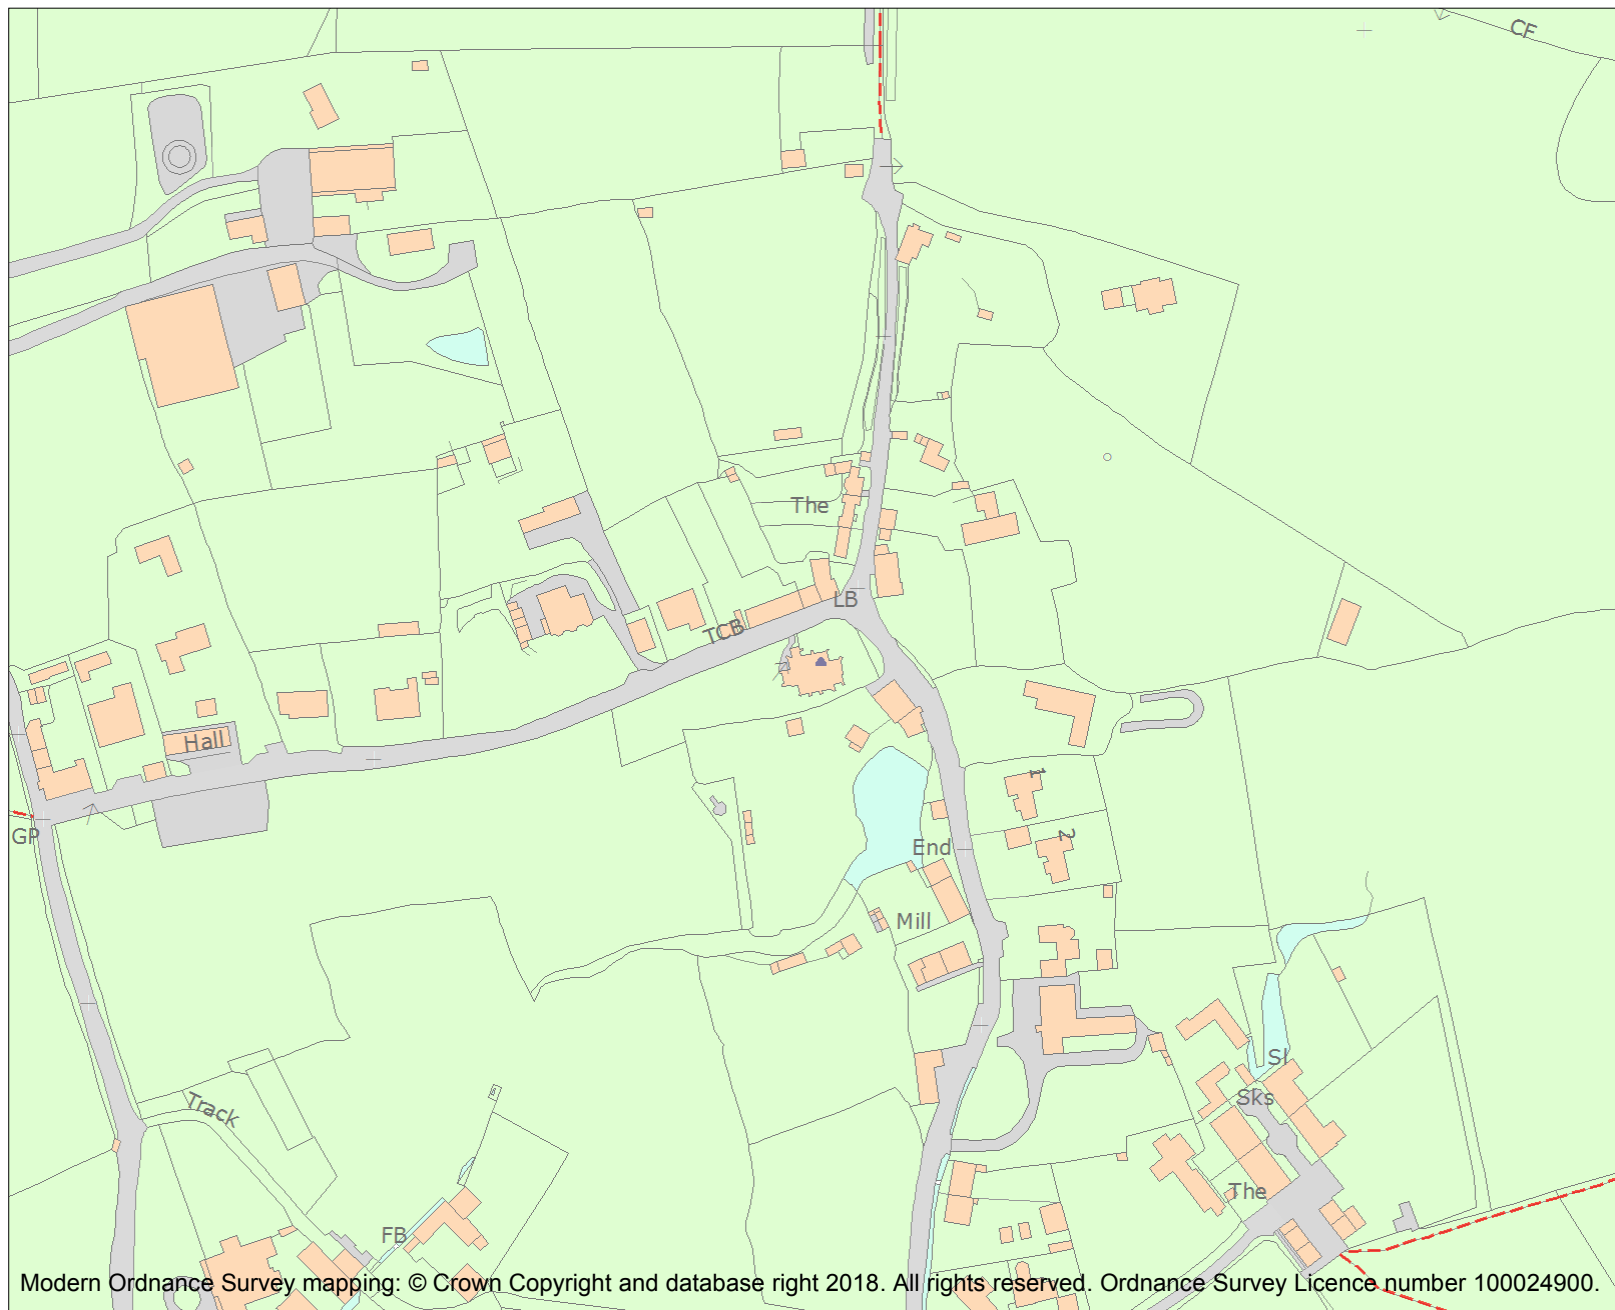 CF
The
LB
TCB
Hall
1
GP
2
End
Mill
Sl
Sks
Track
The
FB
Modern Ordnance Survey mapping: © Crown Copyright and database right 2018. All rights reserved. Ordnance Survey Licence number 100024900.